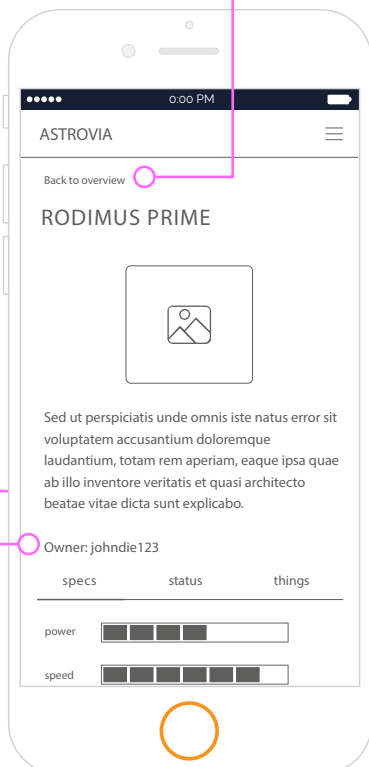 0:00 PM
ASTROVIA
Back to overview
RODIMUS PRIME
Sed ut perspiciatis unde omnis iste natus error sit
voluptatem accusantium doloremque
laudantium, totam rem aperiam, eaque ipsa quae
ab illo inventore veritatis et quasi architecto
beatae vitae dicta sunt explicabo.
Owner: johndie123
specs status things
power
speed